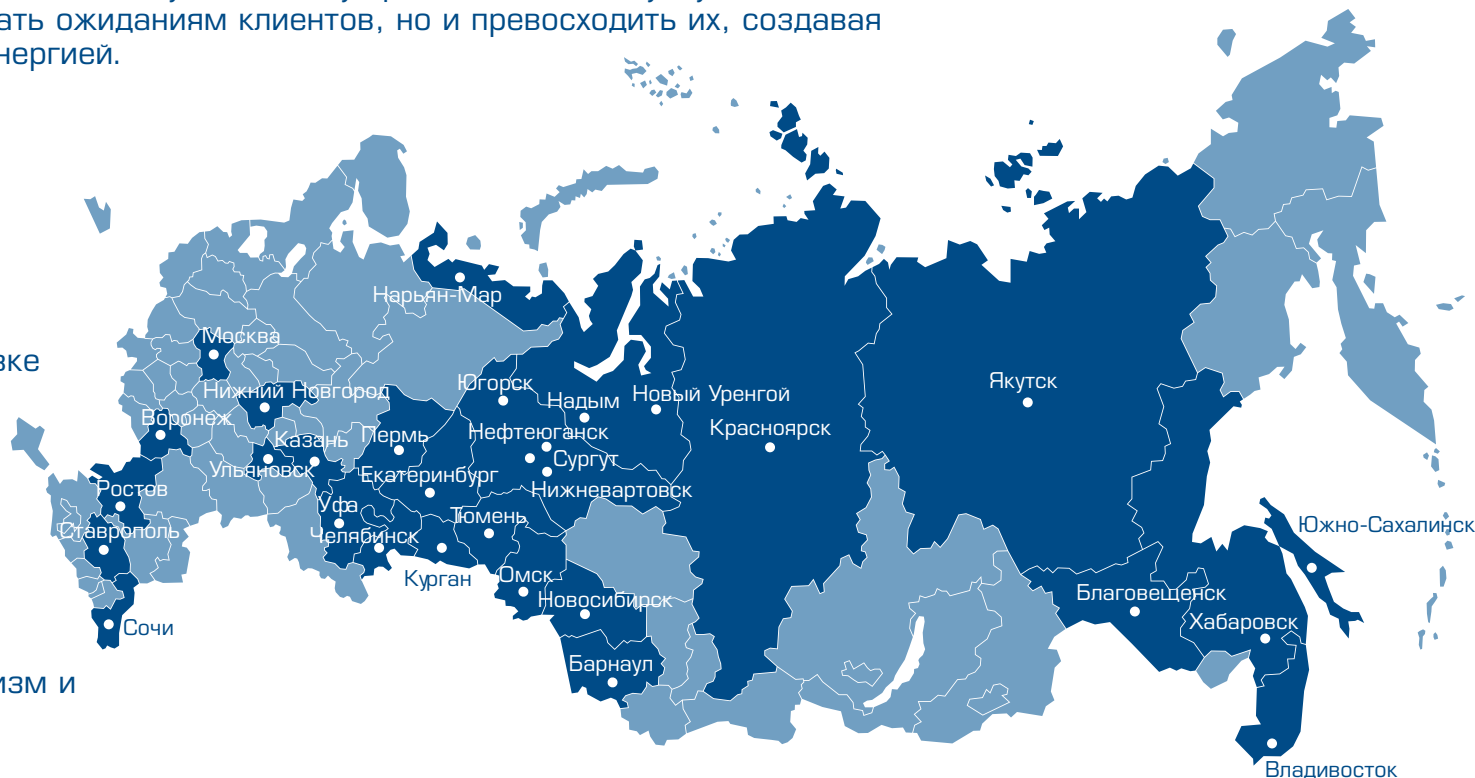 ать ожиданиям клиентов, но и превосходить их, создавая
нергией.
Нарьян-Мар
Москва
вке
Нижний Новгород
Югорск
Надым
Новый Уренгой
Якутск
Воронеж
Казань
Пермь
Нефтеюганск
Красноярск
Ульяновск
Екатеринбург
Сургут
Ростов
Нижневартовск
Уфа
Тюмень
Ставрополь
Челябинск
Южно-Сахалинск
Курган
Омск
Новосибирск
Благовещенск
Сочи
Хабаровск
Барнаул
изм и
Владивосток